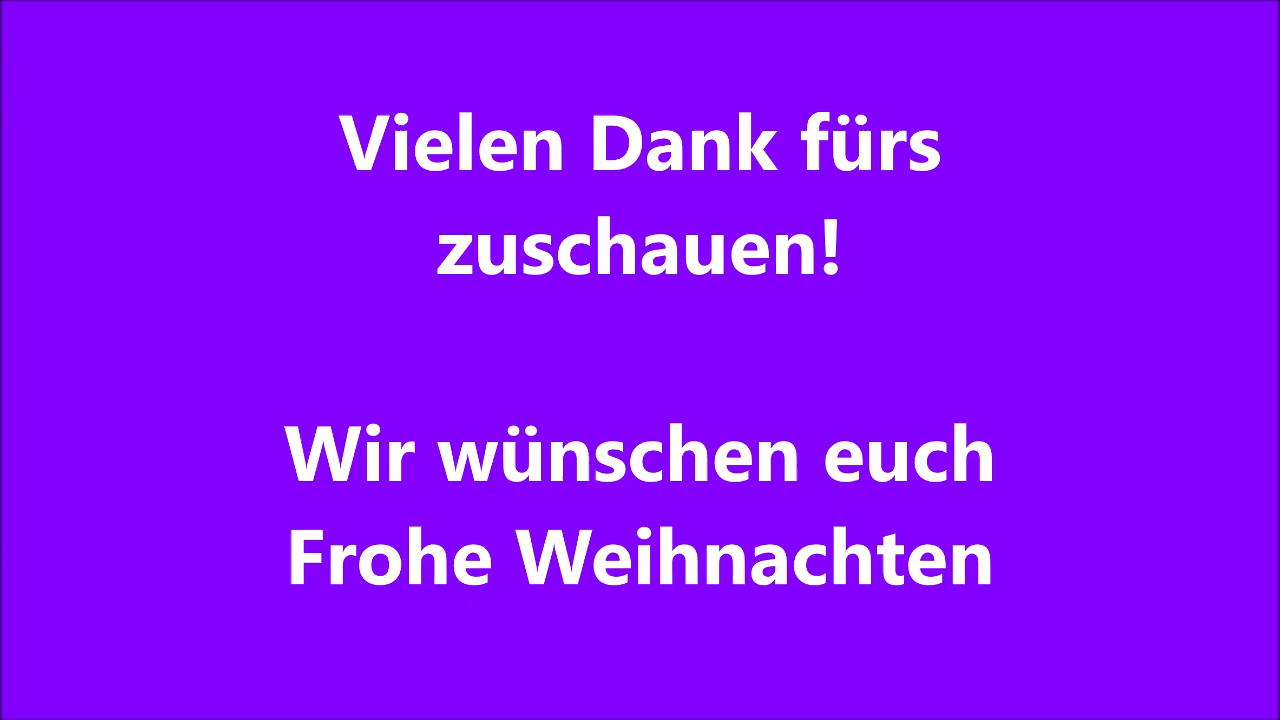 Vielen Dank fürs
zuschauen!
Wir wünschen euch
Frohe Weihnachten